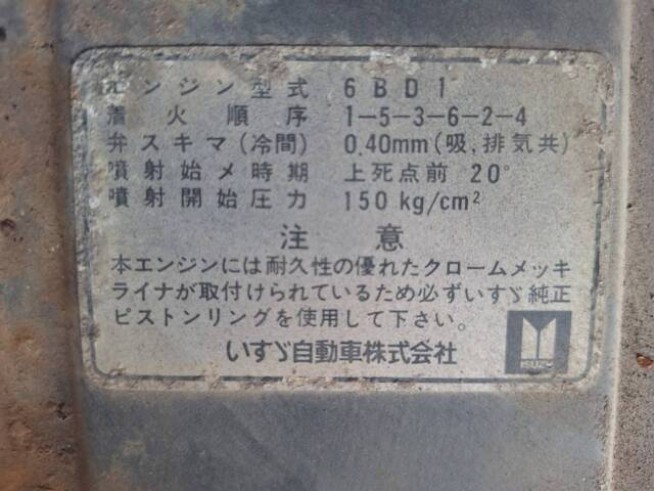 エンジン型式 6BD1
着火順序 1-5-3-6-2-4
弁スキマ(冷間) 0.40mm(吸,排気共)
噴射始メ時期 上死点前 20°
噴射開始圧力 150 kg/cm²
注意
本エンジンには耐久性の優れたクロームメッキ
ライナが取付けられているため必ずいすゞ純正
ピストンリングを使用して下さい。
いすゞ自動車株式会社
ISUZU